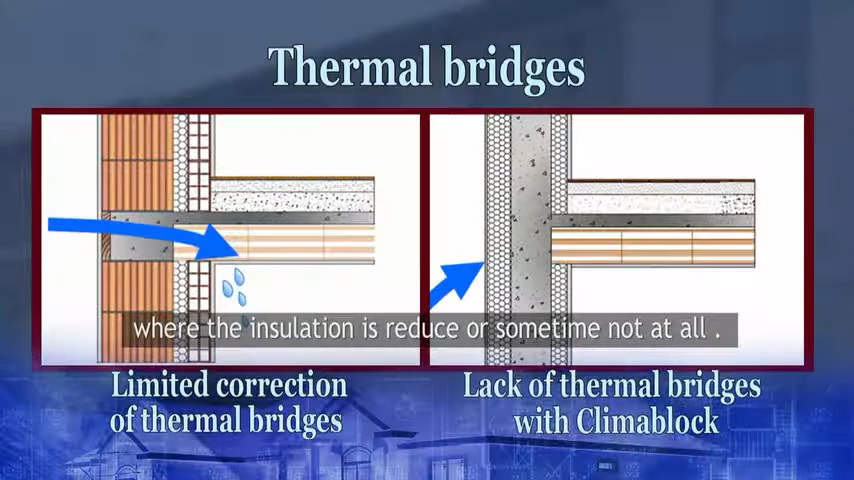 Thermal bridges
where the insulation is reduce or sometime not at all .
Limited correction
of thermal bridges
Lack of thermal bridges
with Climablock